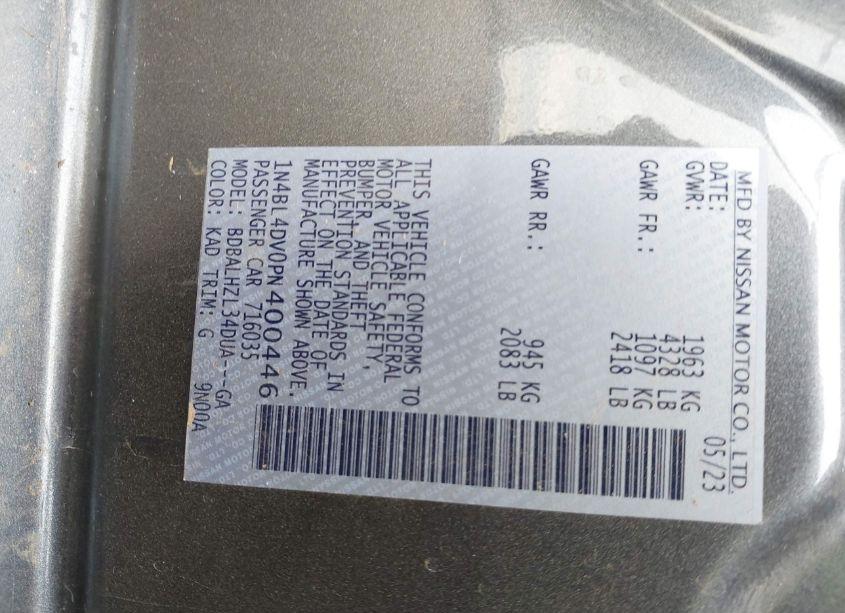 MFD BY NISSAN MOTOR CO., LTD.
DATE: 05/23
GVWR: 1963 KG
4328 LB
GAWR FR.: 1097 KG
2418 LB
GAWR RR.: 945 KG
2083 LB
THIS VEHICLE CONFORMS TO
ALL APPLICABLE FEDERAL
MOTOR VEHICLE SAFETY,
BUMPER, AND THEFT
PREVENTION STANDARDS IN
EFFECT ON THE DATE OF
MANUFACTURE SHOWN ABOVE.
1N4BL4DV0PN400446
PASSENGER CAR 716035
MODEL: BDBALHZL34DUA--GA
COLOR: KAD TRIM: G 9N00A